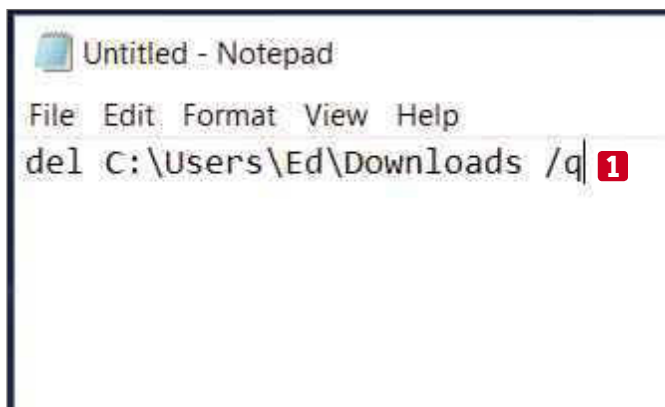 Untitled - Notepad
File Edit Format View Help
del C:\Users\Ed\Downloads /q 1